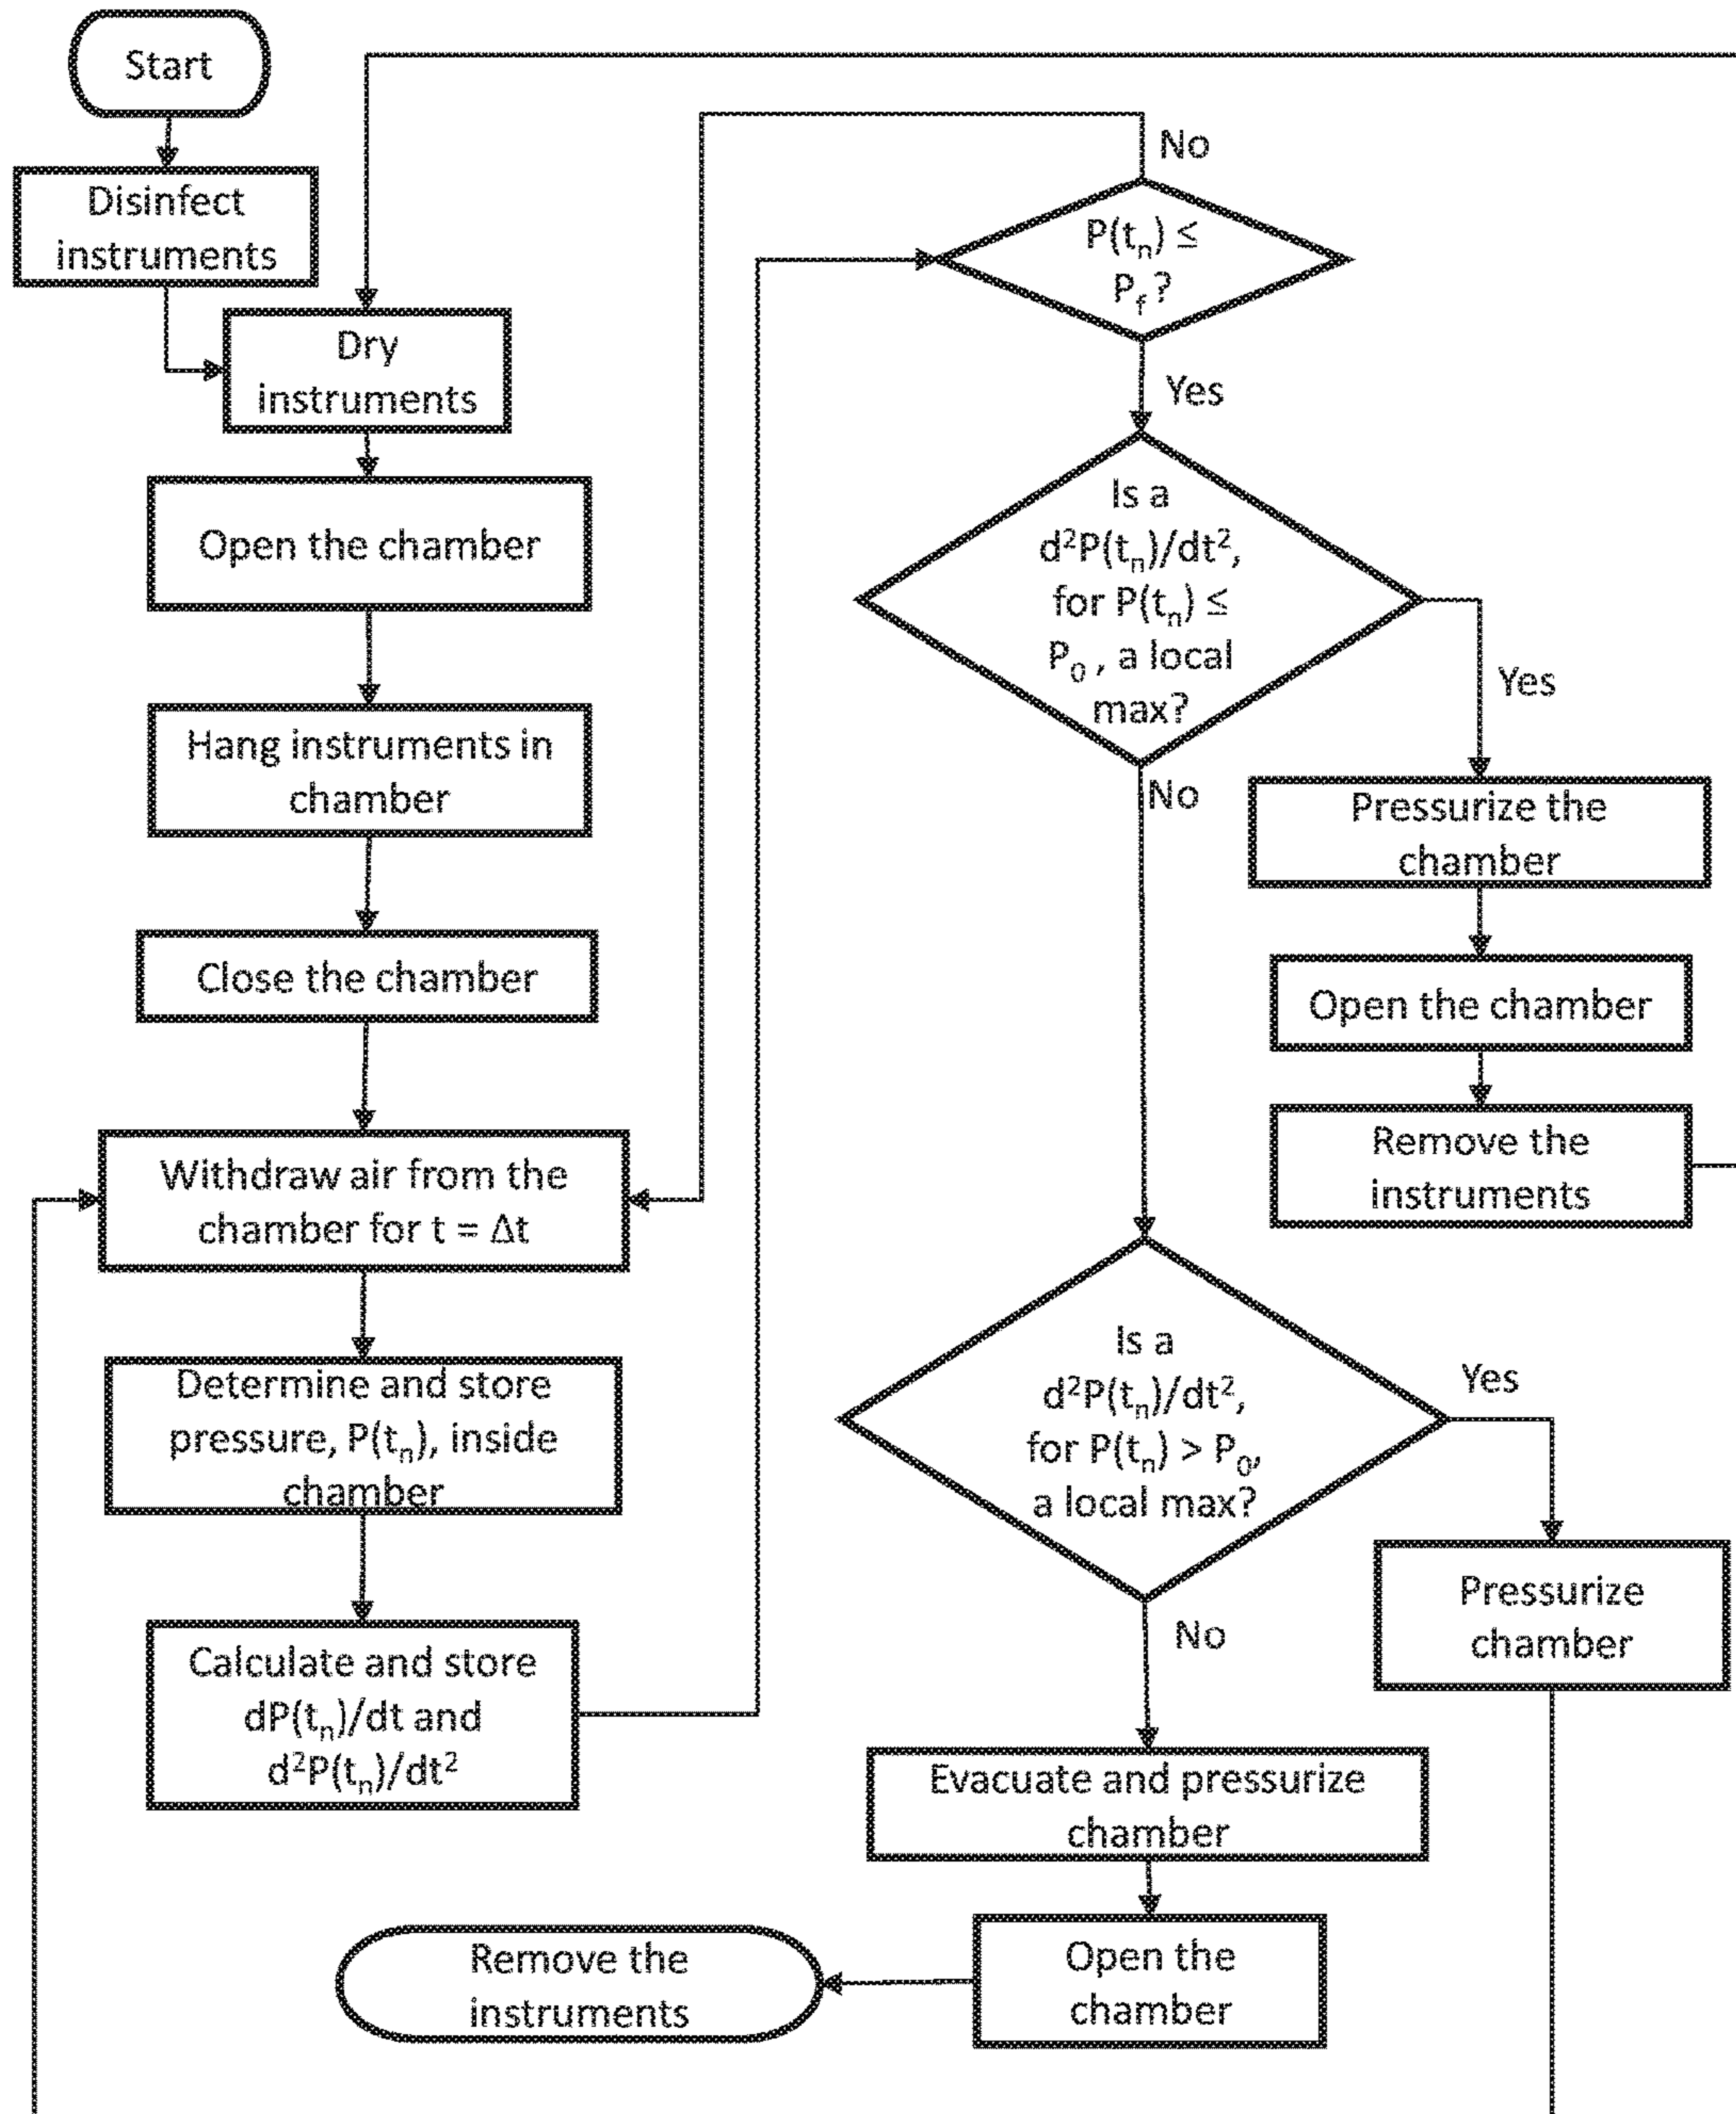 Start
Disinfect
instruments
Dry
instruments
Open the chamber
Hang instruments in
chamber
Close the chamber
Withdraw air from the
chamber for t = Δt
Determine and store
pressure, P(tₙ), inside
chamber
Calculate and store
dP(tₙ)/dt and
d²P(tₙ)/dt²
No
P(tₙ) ≤
P_f ?
Yes
Is a
d²P(tₙ)/dt²,
for P(tₙ) ≤
P₀ , a local
max?
Yes
No
Pressurize the
chamber
Open the chamber
Remove the
instruments
Is a
d²P(tₙ)/dt²,
for P(tₙ) > P₀,
a local max?
Yes
No
Pressurize
chamber
Evacuate and pressurize
chamber
Open the
chamber
Remove the
instruments